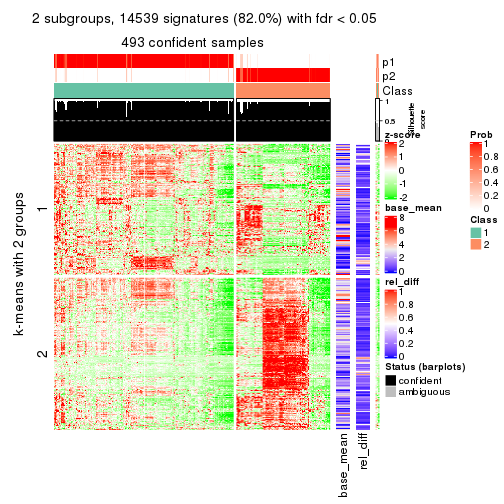 2 subgroups, 14539 signatures (82.0%) with fdr < 0.05
493 confident samples
p1
p2
Class
1
0.5
0
Silhouette
score
k-means with 2 groups
1
2
base_mean
rel_diff
z-score
2
1
0
-1
-2
base_mean
8
6
4
2
0
rel_diff
1
0.8
0.6
0.4
0.2
0
Status (barplots)
confident
ambiguous
Prob
1
0.8
0.6
0.4
0.2
0
Class
1
2